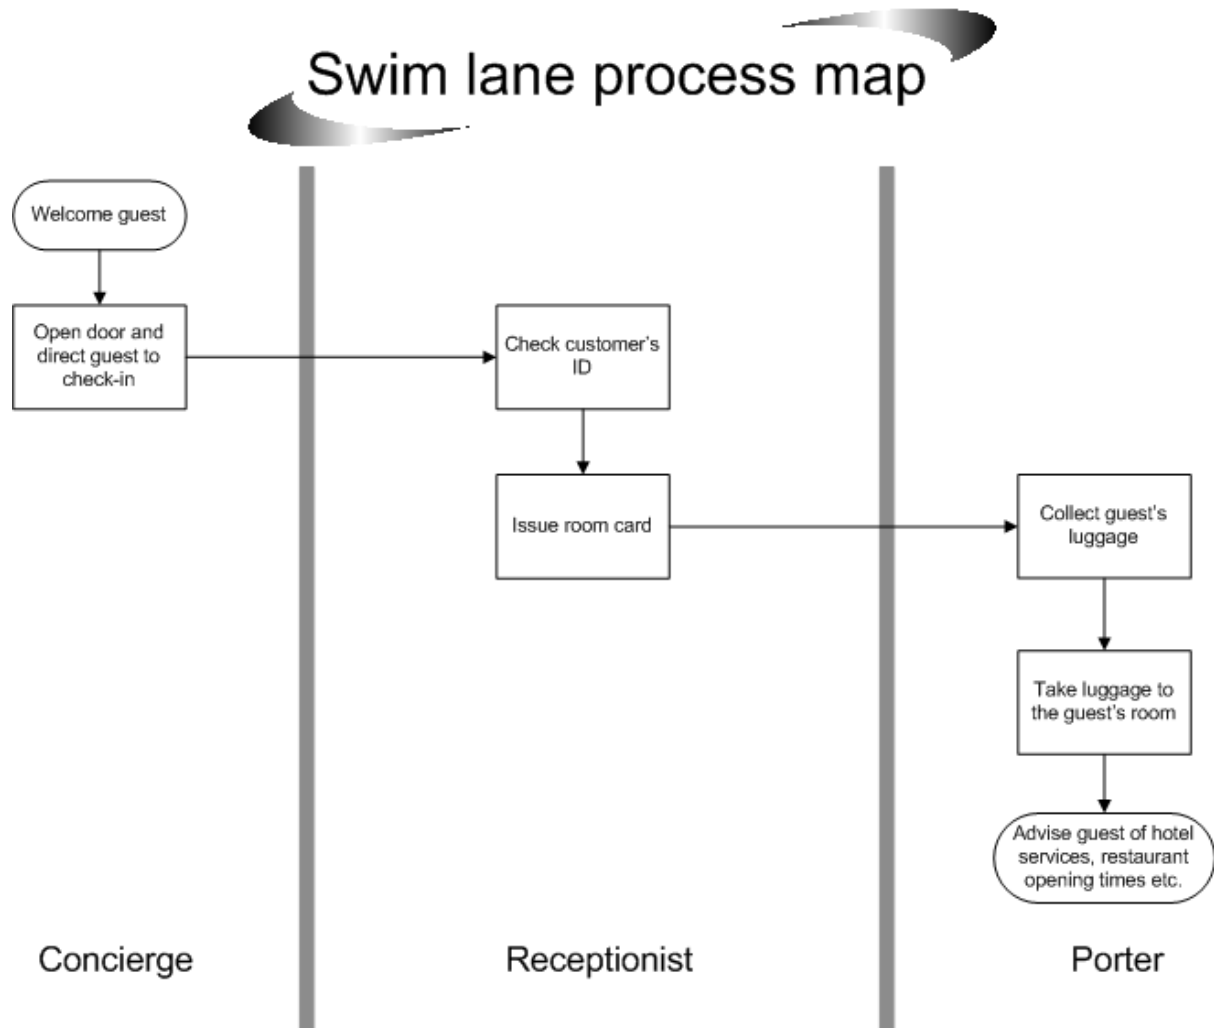 Swim lane process map
Welcome guest
Open door and
direct guest to
check-in
Check customer's
ID
Issue room card
Collect guest's
luggage
Take luggage to
the guest's room
Advise guest of hotel
services, restaurant
opening times etc.
Concierge
Receptionist
Porter